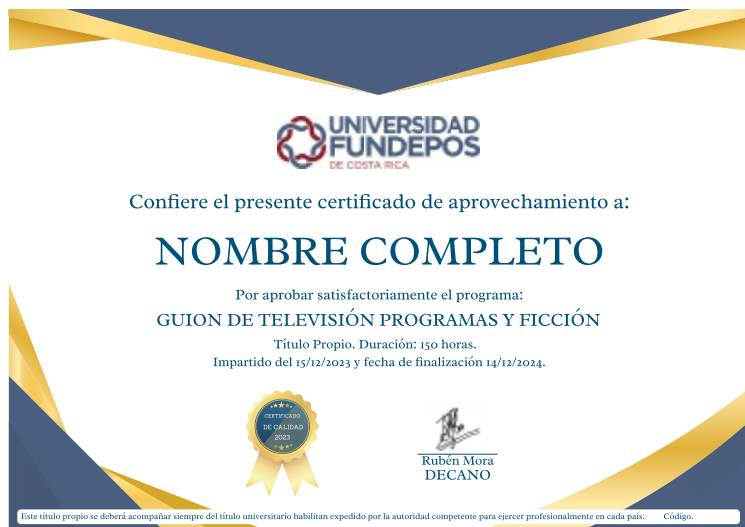 UNIVERSIDAD
FUNDEPOS
DE COSTA RICA
Confiere el presente certificado de aprovechamiento a:
NOMBRE COMPLETO
Por aprobar satisfactoriamente el programa:
GUION DE TELEVISIÓN PROGRAMAS Y FICCIÓN
Título Propio. Duración: 150 horas.
Impartido del 15/12/2023 y fecha de finalización 14/12/2024.
CERTIFICADO
DE CALIDAD
2023
Rubén Mora
DECANO
Este título propio se deberá acompañar siempre del título universitario habilitan expedido por la autoridad competente para ejercer profesionalmente en cada país. Código.